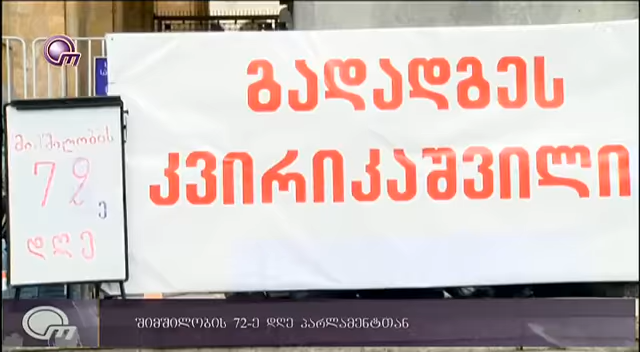 გადადგეს
კვირიკაშვილი
შიმშილობის
72
ე
დღე
შიმშილობის 72-ე დღე პარლამენტთან